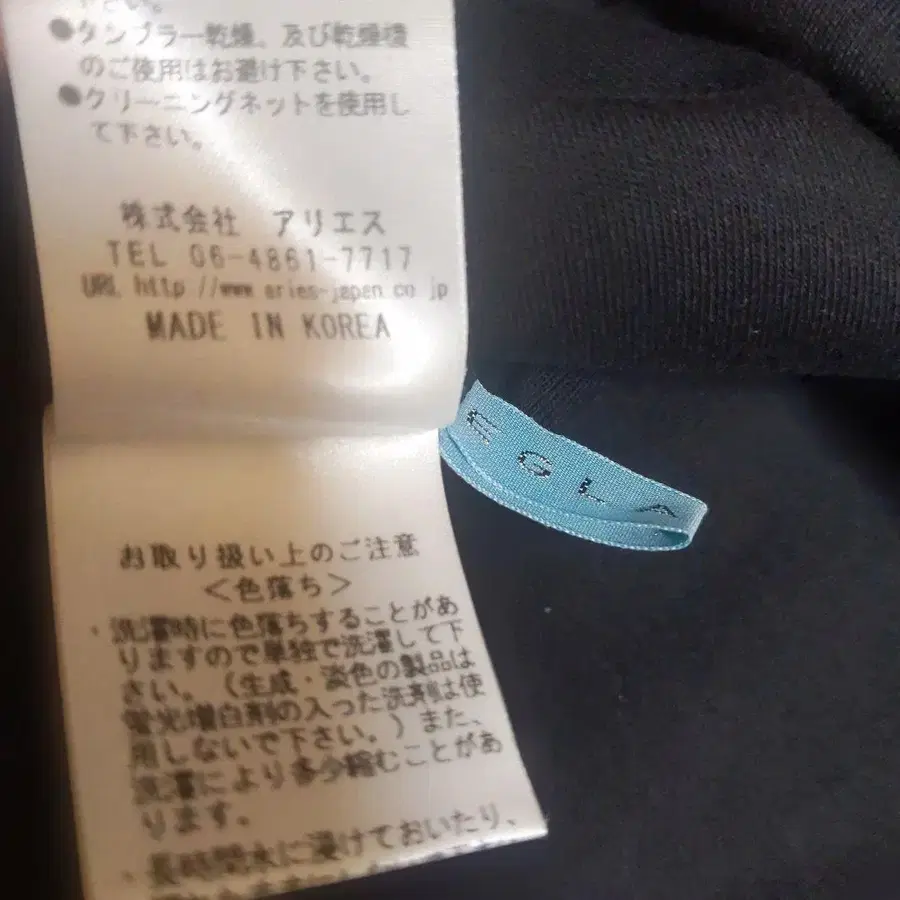 下さい。
●タンブラー乾燥、及び乾燥機
のご使用はお避け下さい。
●クリーニングネットを使用し
て下さい。
株式会社 アリエス
TEL 06-4861-7717
URL http://www.aries-japan.co.jp
MADE IN KOREA
E G L A
お取り扱い上のご注意
<色落ち>
・洗濯時に色落ちすることがあ
りますので単独で洗濯して下
さい。(生成・淡色の製品は
蛍光増白剤の入った洗剤は使
用しないで下さい。)また、
洗濯により多少縮むことがあ
ります。
・長時間水に浸けておいたり、